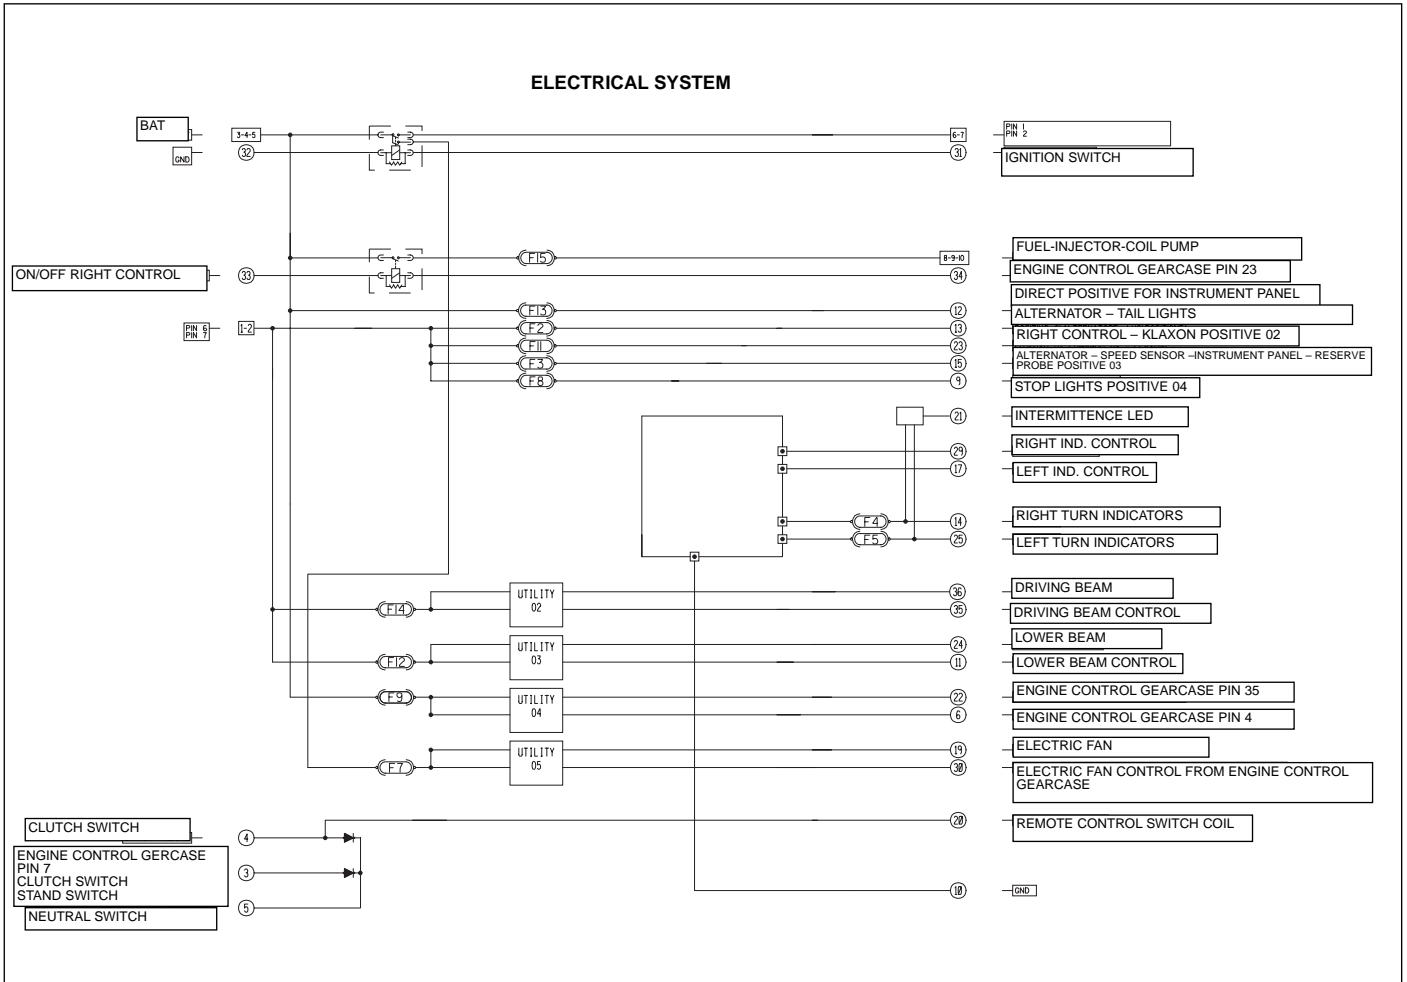 ELECTRICAL SYSTEM
BAT
3-4-5
6-7
PIN 1
PIN 2
GND
32
31
IGNITION SWITCH
F15
8-9-10
FUEL-INJECTOR-COIL PUMP
ON/OFF RIGHT CONTROL
33
34
ENGINE CONTROL GEARCASE PIN 23
DIRECT POSITIVE FOR INSTRUMENT PANEL
F13
12
ALTERNATOR – TAIL LIGHTS
PIN 6
PIN 7
1-2
F2
13
RIGHT CONTROL – KLAXON POSITIVE 02
F11
23
ALTERNATOR – SPEED SENSOR –INSTRUMENT PANEL – RESERVE
PROBE POSITIVE 03
F3
15
F8
9
STOP LIGHTS POSITIVE 04
21
INTERMITTENCE LED
29
RIGHT IND. CONTROL
17
LEFT IND. CONTROL
F4
14
RIGHT TURN INDICATORS
F5
25
LEFT TURN INDICATORS
UTILITY
02
36
DRIVING BEAM
F14
35
DRIVING BEAM CONTROL
UTILITY
03
24
LOWER BEAM
F12
11
LOWER BEAM CONTROL
F9
UTILITY
04
22
ENGINE CONTROL GEARCASE PIN 35
6
ENGINE CONTROL GEARCASE PIN 4
UTILITY
05
19
ELECTRIC FAN
F7
30
ELECTRIC FAN CONTROL FROM ENGINE CONTROL
GEARCASE
CLUTCH SWITCH
4
20
REMOTE CONTROL SWITCH COIL
ENGINE CONTROL GERCASE
PIN 7
CLUTCH SWITCH
STAND SWITCH
3
10
GND
NEUTRAL SWITCH
5